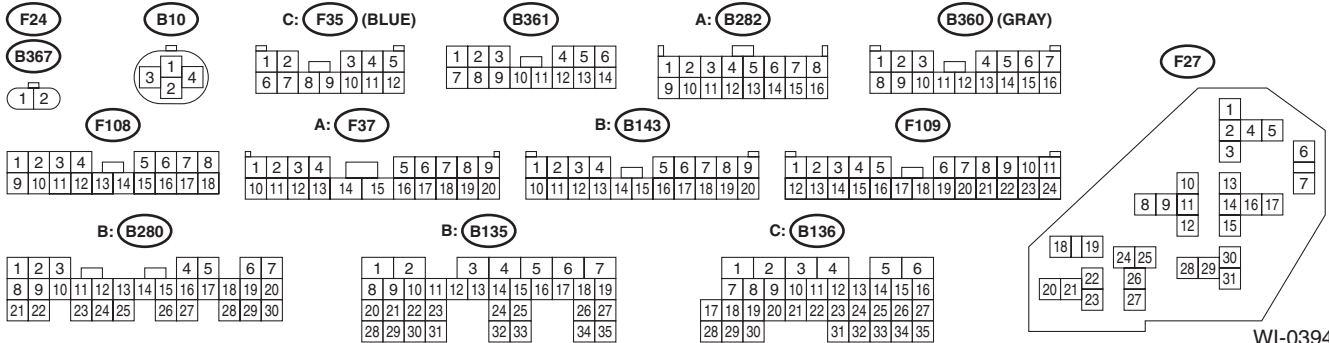 F24
B10
C: F35 (BLUE)
B361
A: B282
B360 (GRAY)
F27
B367
1 2
1
3 4
2
1 2 3 4 5
6 7 8 9 10 11 12
1 2 3 4 5 6
7 8 9 10 11 12 13 14
1 2 3 4 5 6 7 8
9 10 11 12 13 14 15 16
1 2 3 4 5 6 7
8 9 10 11 12 13 14 15 16
F108
A: F37
B: B143
F109
1 2 3 4 5 6 7 8
9 10 11 12 13 14 15 16 17 18
1 2 3 4 5 6 7 8 9
10 11 12 13 14 15 16 17 18 19 20
1 2 3 4 5 6 7 8 9
10 11 12 13 14 15 16 17 18 19 20
1 2 3 4 5 6 7 8 9 10 11
12 13 14 15 16 17 18 19 20 21 22 23 24
B: B280
B: B135
C: B136
1 2 3 4 5 6 7
8 9 10 11 12 13 14 15 16 17 18 19 20
21 22 23 24 25 26 27 28 29 30
1 2 3 4 5 6 7
8 9 10 11 12 13 14 15 16 17 18 19
20 21 22 23 24 25 26 27
28 29 30 31 32 33 34 35
1 2 3 4 5 6
7 8 9 10 11 12 13 14 15 16
17 18 19 20 21 22 23 24 25 26 27
28 29 30 31 32 33 34 35
1
2 4 5
3
6
7
10
8 9 11
12
13
14 16 17
15
18 19
20 21 22
23
24 25
26
27
28 29 30
31
WI-0394